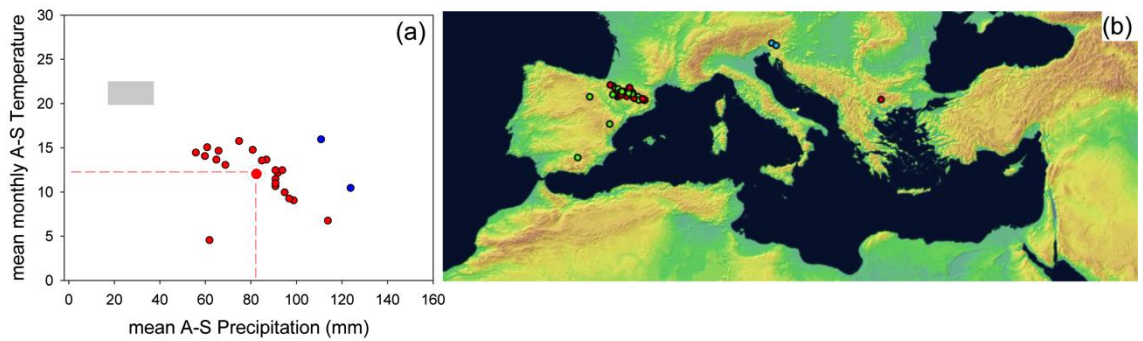 (a)
mean monthly A-S Temperature
30
25
20
15
10
5
0
0 20 40 60 80 100 120 140 160
mean A-S Precipitation (mm)
(b)